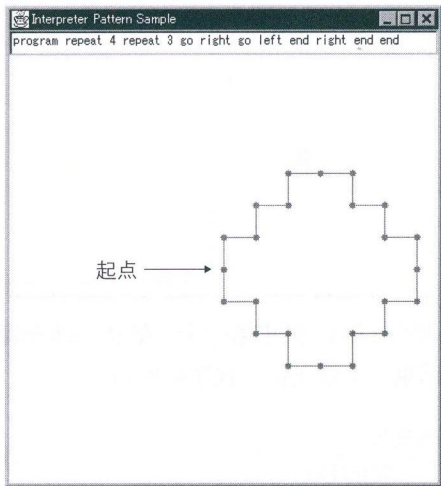 Interpreter Pattern Sample
program repeat 4 repeat 3 go right go left end right end end
起点